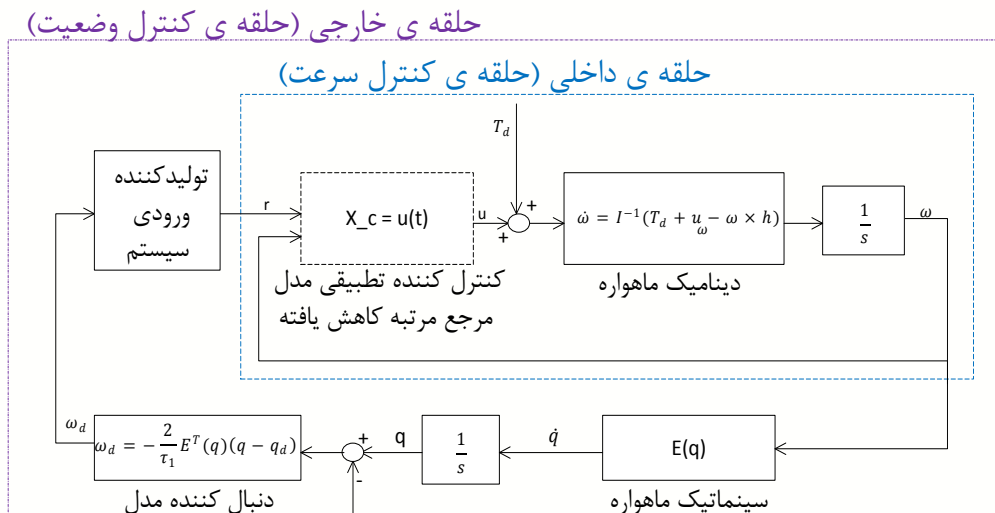 حلقه ی خارجی (حلقه ی کنترل وضعیت)
حلقه ی داخلی (حلقه ی کنترل سرعت)
T_d
تولیدکننده
ورودی
سیستم
r
X_c = u(t)
u
+
+
ω̇ = I⁻¹(T_d + u − ω × h)
ω
1
s
ω
کنترل کننده تطبیقی مدل
مرجع مرتبه کاهش یافته
دینامیک ماهواره
ω_d
ω_d = − 2/τ₁ Eᵀ(q)(q − q_d)
+
-
q
1
s
q̇
E(q)
دنبال کننده مدل
سینماتیک ماهواره